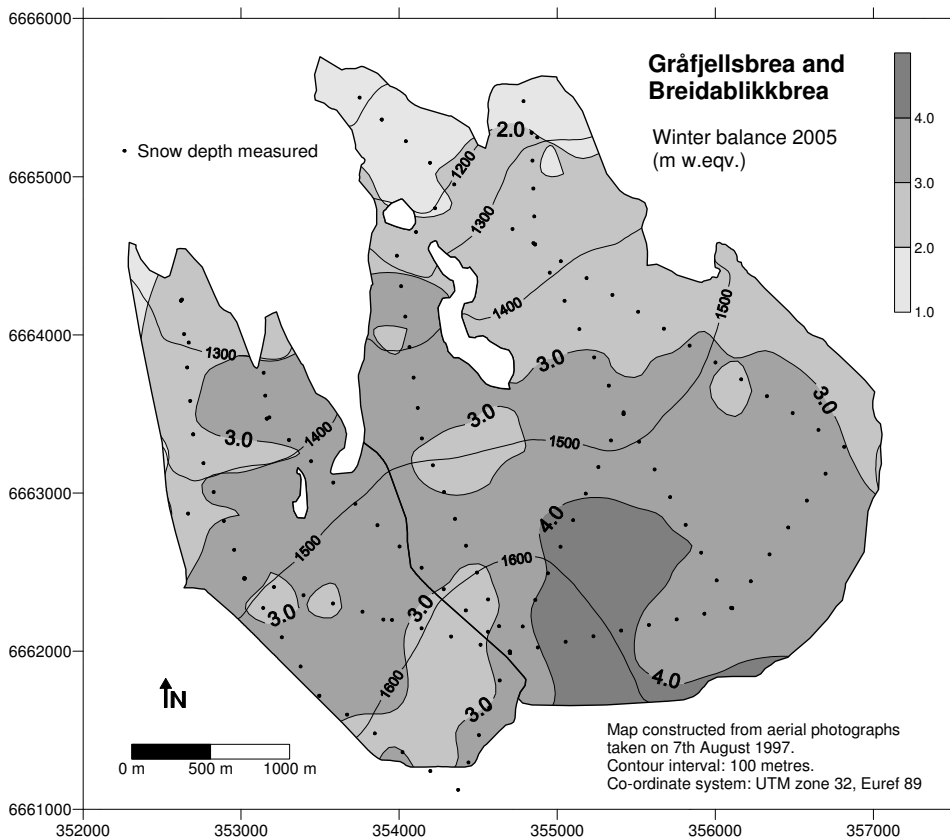 6666000
6665000
6664000
6663000
6662000
6661000
352000
353000
354000
355000
356000
357000
Gråfjellsbrea and
Breidablikkbrea
Winter balance 2005
(m w.eqv.)
4.0
3.0
2.0
1.0
Snow depth measured
2.0
1200
1300
1400
1500
1300
3.0
3.0
3.0
3.0
1400
1500
1500
4.0
1600
3.0
3.0
1600
4.0
3.0
N
0 m
500 m
1000 m
Map constructed from aerial photographs
taken on 7th August 1997.
Contour interval: 100 metres.
Co-ordinate system: UTM zone 32, Euref 89